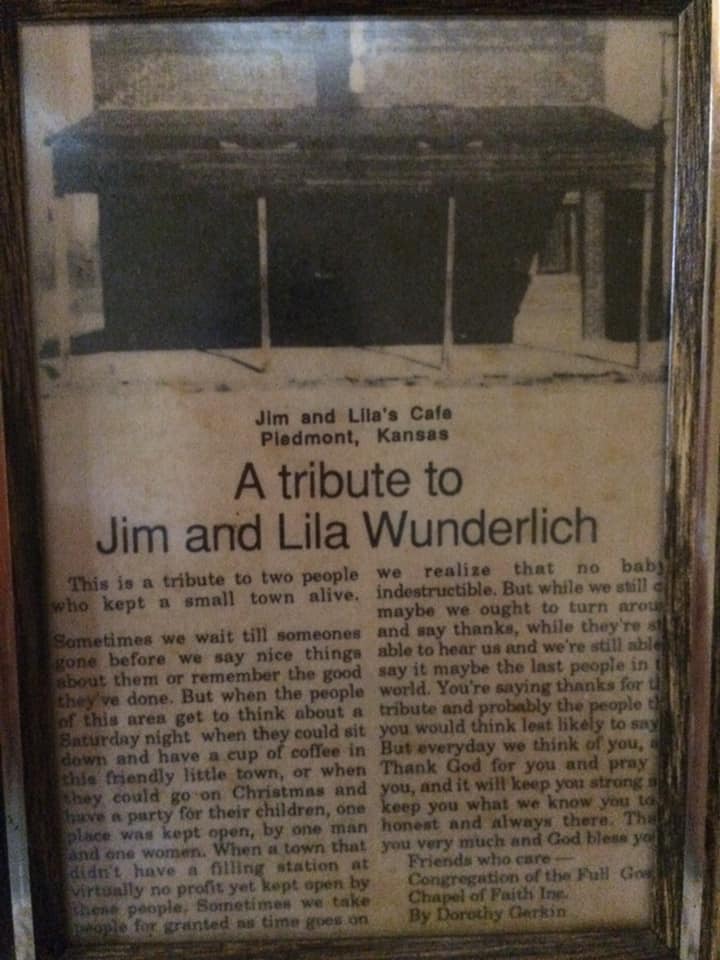 Jim and Lila's Cafe
Piedmont, Kansas
A tribute to
Jim and Lila Wunderlich
This is a tribute to two people
who kept a small town alive.
Sometimes we wait till someones
gone before we say nice things
about them or remember the good
they've done. But when the people
of this area get to think about a
Saturday night when they could sit
down and have a cup of coffee in
this friendly little town, or when
they could go on Christmas and
have a party for their children, one
place was kept open, by one man
and one women. When a town that
didn't have a filling station at
virtually no profit yet kept open by
these people. Sometimes we take
people for granted as time goes on
we realize that no
indestructible. But while we still
maybe we ought to turn
and say thanks, while they're
able to hear us and we're still able
say it maybe the last people in
world. You're saying thanks for
tribute and probably the people
you would think lest likely to say
But everyday we think of you,
Thank God for you and pray
you, and it will keep you strong
keep you what we know you to
honest and always there.
you very much and God bless
Friends who care —
Congregation of the Full
Chapel of Faith Inc.
By Dorothy Gerkin